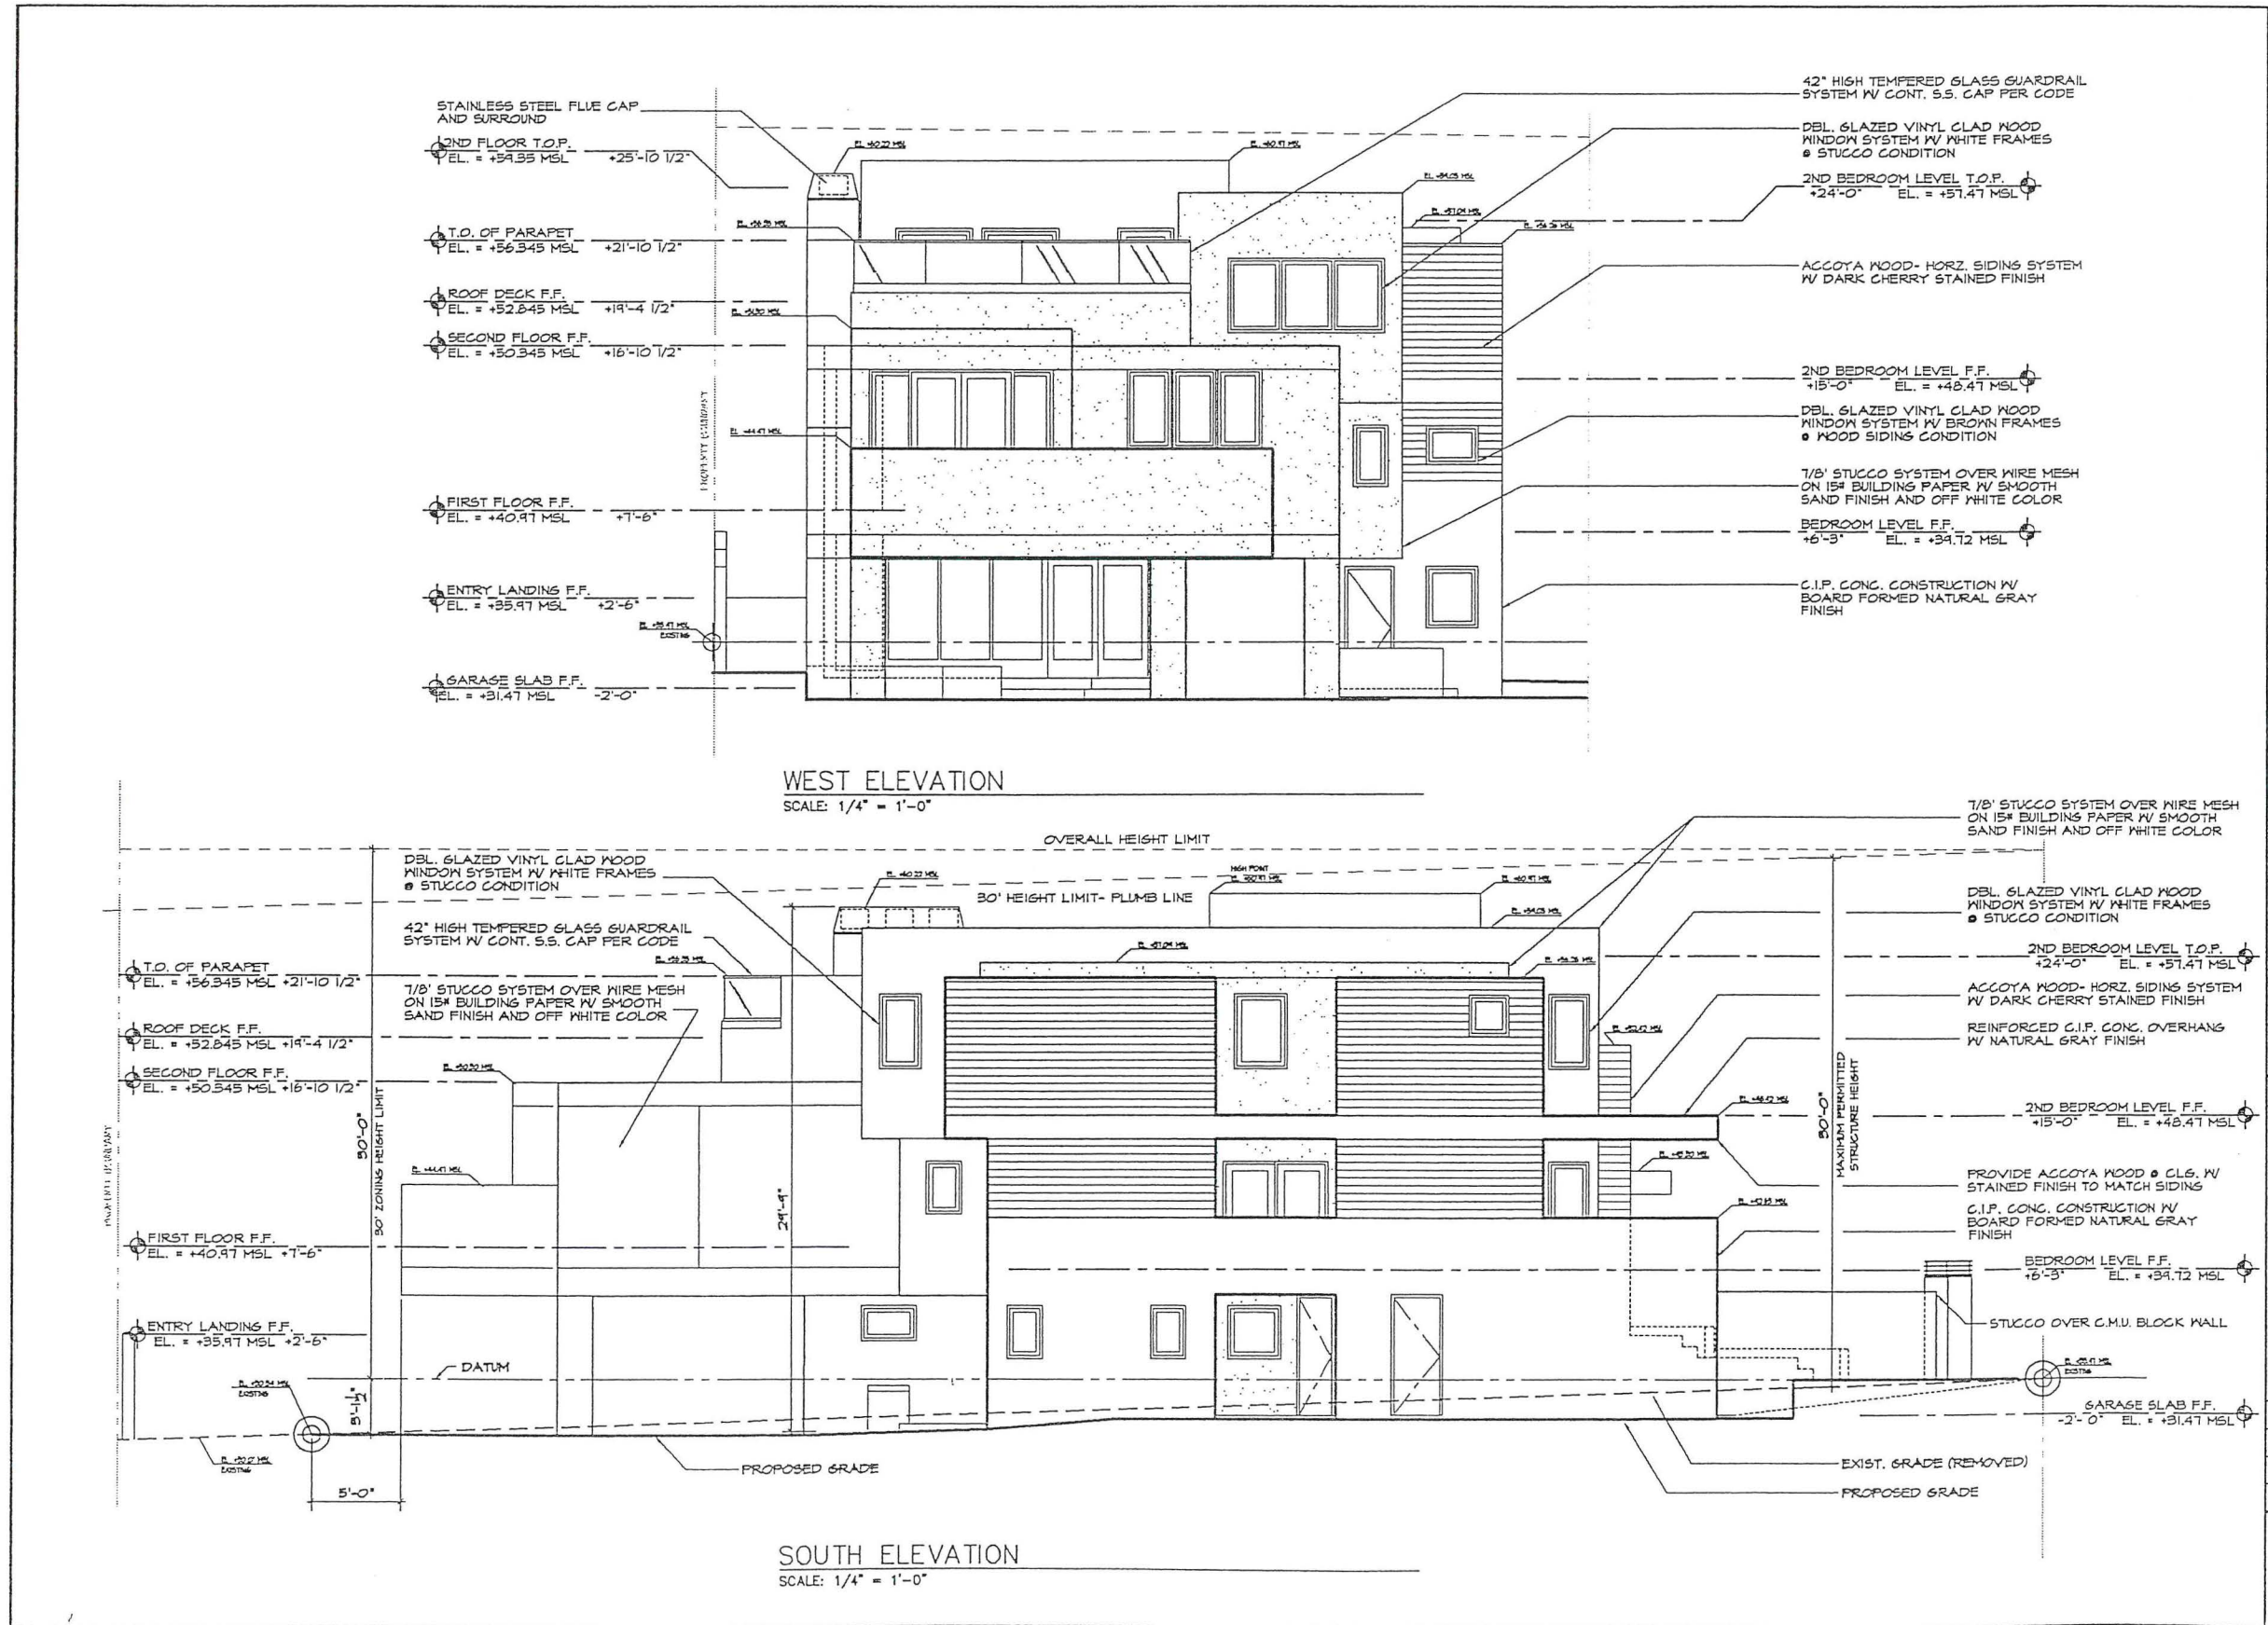 STAINLESS STEEL FLUE CAP
AND SURROUND
2ND FLOOR T.O.P.
EL. = +59.35 MSL +25'-10 1/2"
T.O. OF PARAPET
EL. = +56.345 MSL +21'-10 1/2"
ROOF DECK F.F.
EL. = +52.845 MSL +19'-4 1/2"
SECOND FLOOR F.F.
EL. = +50.345 MSL +16'-10 1/2"
FIRST FLOOR F.F.
EL. = +40.97 MSL +7'-6"
ENTRY LANDING F.F.
EL. = +35.97 MSL +2'-6"
EXISTING
GARAGE SLAB F.F.
EL. = +31.47 MSL -2'-0"
42" HIGH TEMPERED GLASS GUARDRAIL
SYSTEM W/ CONT. S.S. CAP PER CODE
DBL. GLAZED VINYL CLAD WOOD
WINDOW SYSTEM W/ WHITE FRAMES
@ STUCCO CONDITION
2ND BEDROOM LEVEL T.O.P.
+24'-0" EL. = +57.47 MSL
ACCOYA WOOD- HORZ. SIDING SYSTEM
W/ DARK CHERRY STAINED FINISH
2ND BEDROOM LEVEL F.F.
+15'-0" EL. = +48.47 MSL
DBL. GLAZED VINYL CLAD WOOD
WINDOW SYSTEM W/ BROWN FRAMES
@ WOOD SIDING CONDITION
7/8' STUCCO SYSTEM OVER WIRE MESH
ON 15# BUILDING PAPER W/ SMOOTH
SAND FINISH AND OFF WHITE COLOR
BEDROOM LEVEL F.F.
+6'-3" EL. = +39.72 MSL
C.I.P. CONC. CONSTRUCTION W/
BOARD FORMED NATURAL GRAY
FINISH
WEST ELEVATION
SCALE: 1/4" = 1'-0"
OVERALL HEIGHT LIMIT
30' HEIGHT LIMIT- PLUMB LINE
HIGH POINT
DBL. GLAZED VINYL CLAD WOOD
WINDOW SYSTEM W/ WHITE FRAMES
@ STUCCO CONDITION
42" HIGH TEMPERED GLASS GUARDRAIL
SYSTEM W/ CONT. S.S. CAP PER CODE
T.O. OF PARAPET
EL. = +56.345 MSL +21'-10 1/2"
7/8' STUCCO SYSTEM OVER WIRE MESH
ON 15# BUILDING PAPER W/ SMOOTH
SAND FINISH AND OFF WHITE COLOR
ROOF DECK F.F.
EL. = +52.845 MSL +19'-4 1/2"
SECOND FLOOR F.F.
EL. = +50.345 MSL +16'-10 1/2"
30'-0"
30' ZONING HEIGHT LIMIT
29'-9"
FIRST FLOOR F.F.
EL. = +40.97 MSL +7'-6"
ENTRY LANDING F.F.
EL. = +35.97 MSL +2'-6"
DATUM
EXISTING
3'-1½"
EXISTING
5'-0"
PROPOSED GRADE
7/8' STUCCO SYSTEM OVER WIRE MESH
ON 15# BUILDING PAPER W/ SMOOTH
SAND FINISH AND OFF WHITE COLOR
DBL. GLAZED VINYL CLAD WOOD
WINDOW SYSTEM W/ WHITE FRAMES
@ STUCCO CONDITION
2ND BEDROOM LEVEL T.O.P.
+24'-0" EL. = +57.47 MSL
ACCOYA WOOD- HORZ. SIDING SYSTEM
W/ DARK CHERRY STAINED FINISH
REINFORCED C.I.P. CONC. OVERHANG
W/ NATURAL GRAY FINISH
30'-0"
MAXIMUM PERMITTED
STRUCTURE HEIGHT
2ND BEDROOM LEVEL F.F.
+15'-0" EL. = +48.47 MSL
PROVIDE ACCOYA WOOD @ CLG. W/
STAINED FINISH TO MATCH SIDING
C.I.P. CONC. CONSTRUCTION W/
BOARD FORMED NATURAL GRAY
FINISH
BEDROOM LEVEL F.F.
+6'-3" EL. = +39.72 MSL
STUCCO OVER C.M.U. BLOCK WALL
EXISTING
GARAGE SLAB F.F.
-2'-0" EL. = +31.47 MSL
EXIST. GRADE (REMOVED)
PROPOSED GRADE
SOUTH ELEVATION
SCALE: 1/4" = 1'-0"